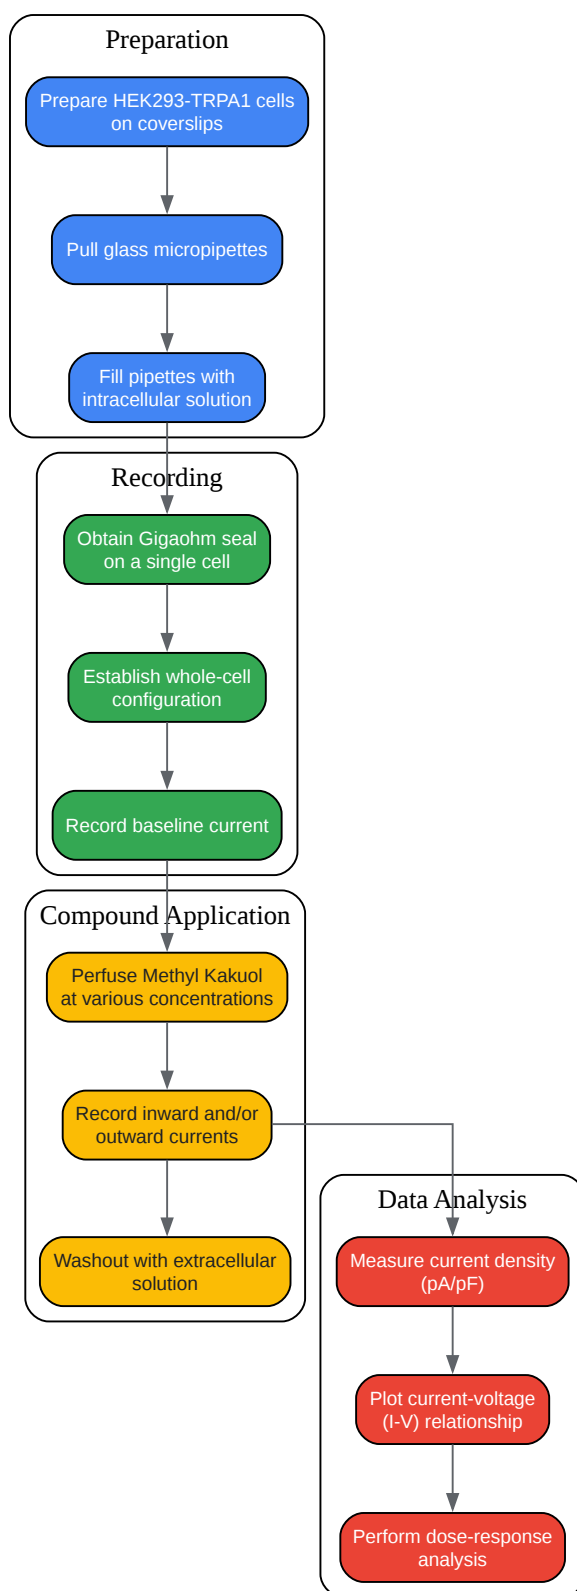 Preparation
Prepare HEK293-TRPA1 cells
on coverslips
Pull glass micropipettes
Fill pipettes with
intracellular solution
Recording
Obtain Gigaohm seal
on a single cell
Establish whole-cell
configuration
Record baseline current
Compound Application
Perfuse Methyl Kakuol
at various concentrations
Record inward and/or
outward currents
Washout with extracellular
solution
Data Analysis
Measure current density
(pA/pF)
Plot current-voltage
(I-V) relationship
Perform dose-response
analysis